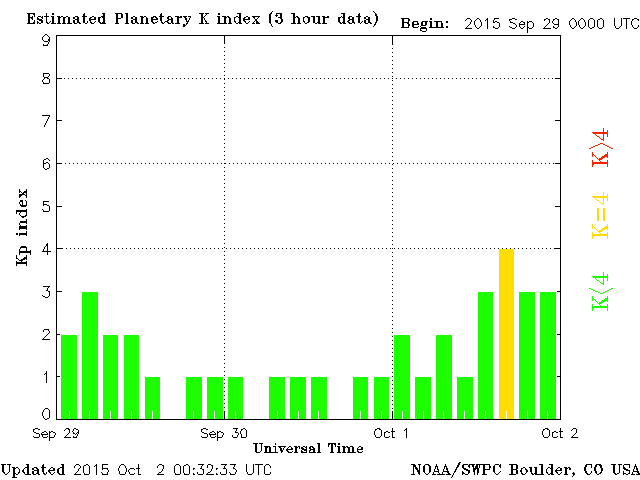 Estimated Planetary K index (3 hour data) Begin: 2015 Sep 29 0000 UTC
9
8
7
6
5
4
3
2
1
0
Kp index
K>4
K=4
K<4
Sep 29 Sep 30 Oct 1 Oct 2
Universal Time
Updated 2015 Oct 2 00:32:33 UTC NOAA/SWPC Boulder, CO USA